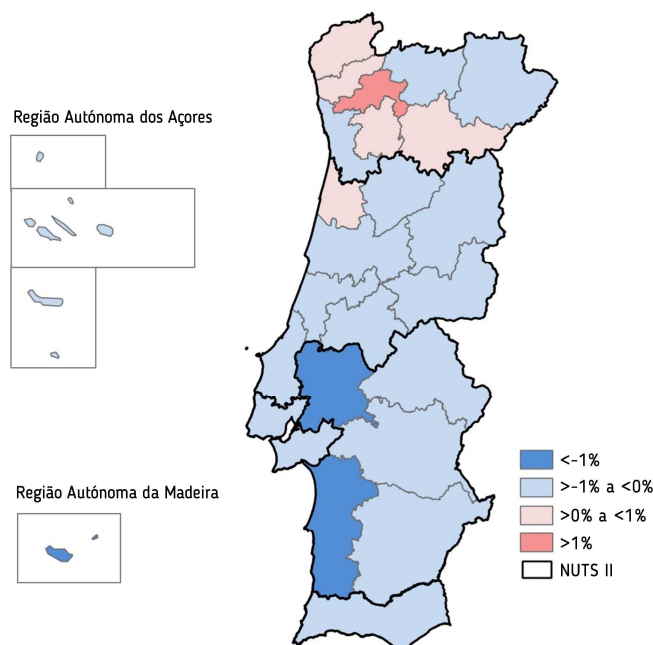 Região Autónoma dos Açores
Região Autónoma da Madeira
<-1%
>-1% a <0%
>0% a <1%
>1%
NUTS II